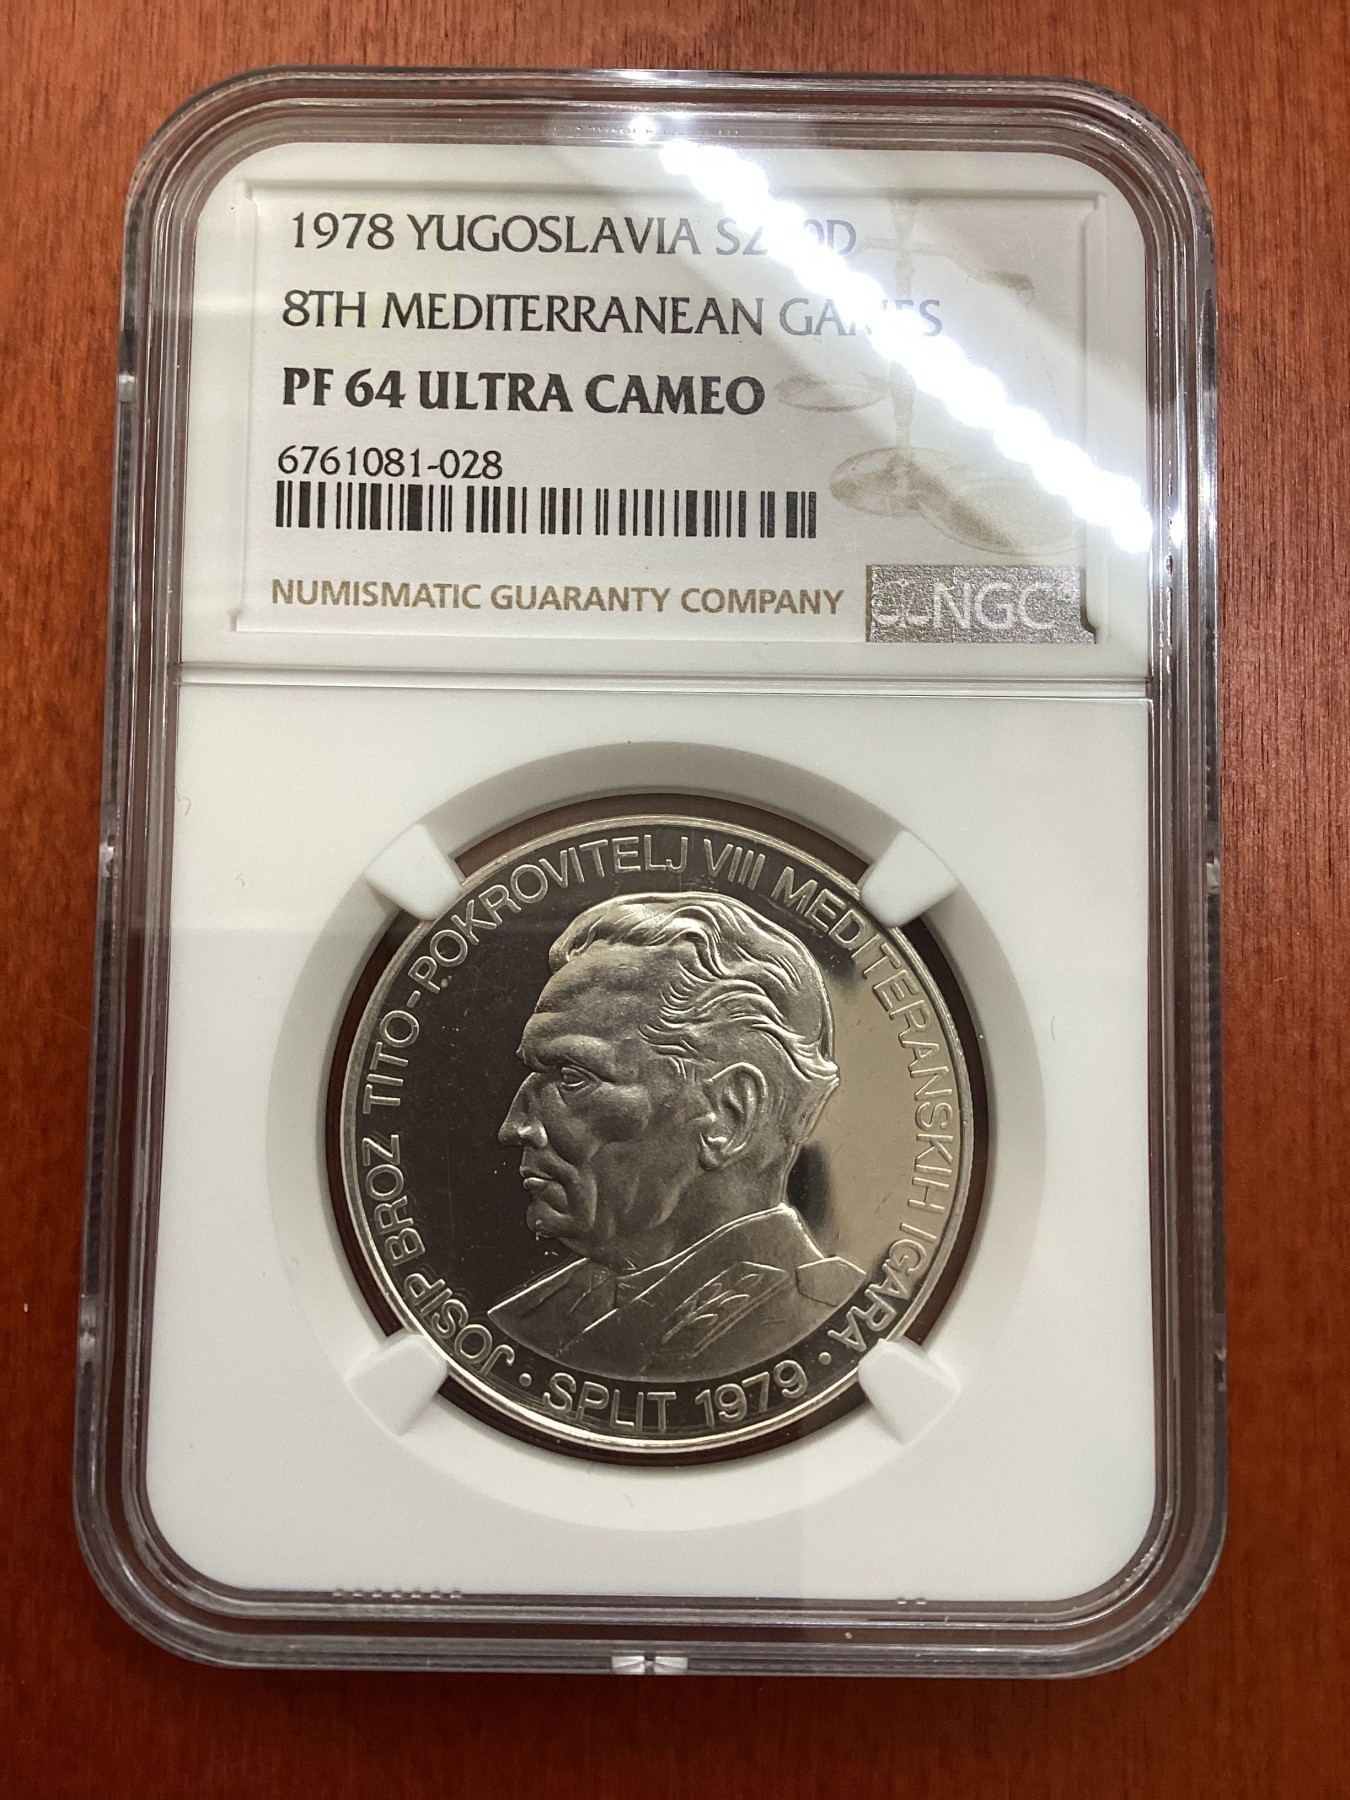 1978 YUGOSLAVIA
8TH MEDITERRANEAN GAMES
PF 64 ULTRA CAMEO
6761081-028
NUMISMATIC GUARANTY COMPANY
NGC
JOSIP BROZ TITO-POKROVITELJ VIII MEDITERANSKIH IGARA
· SPLIT 1979 ·